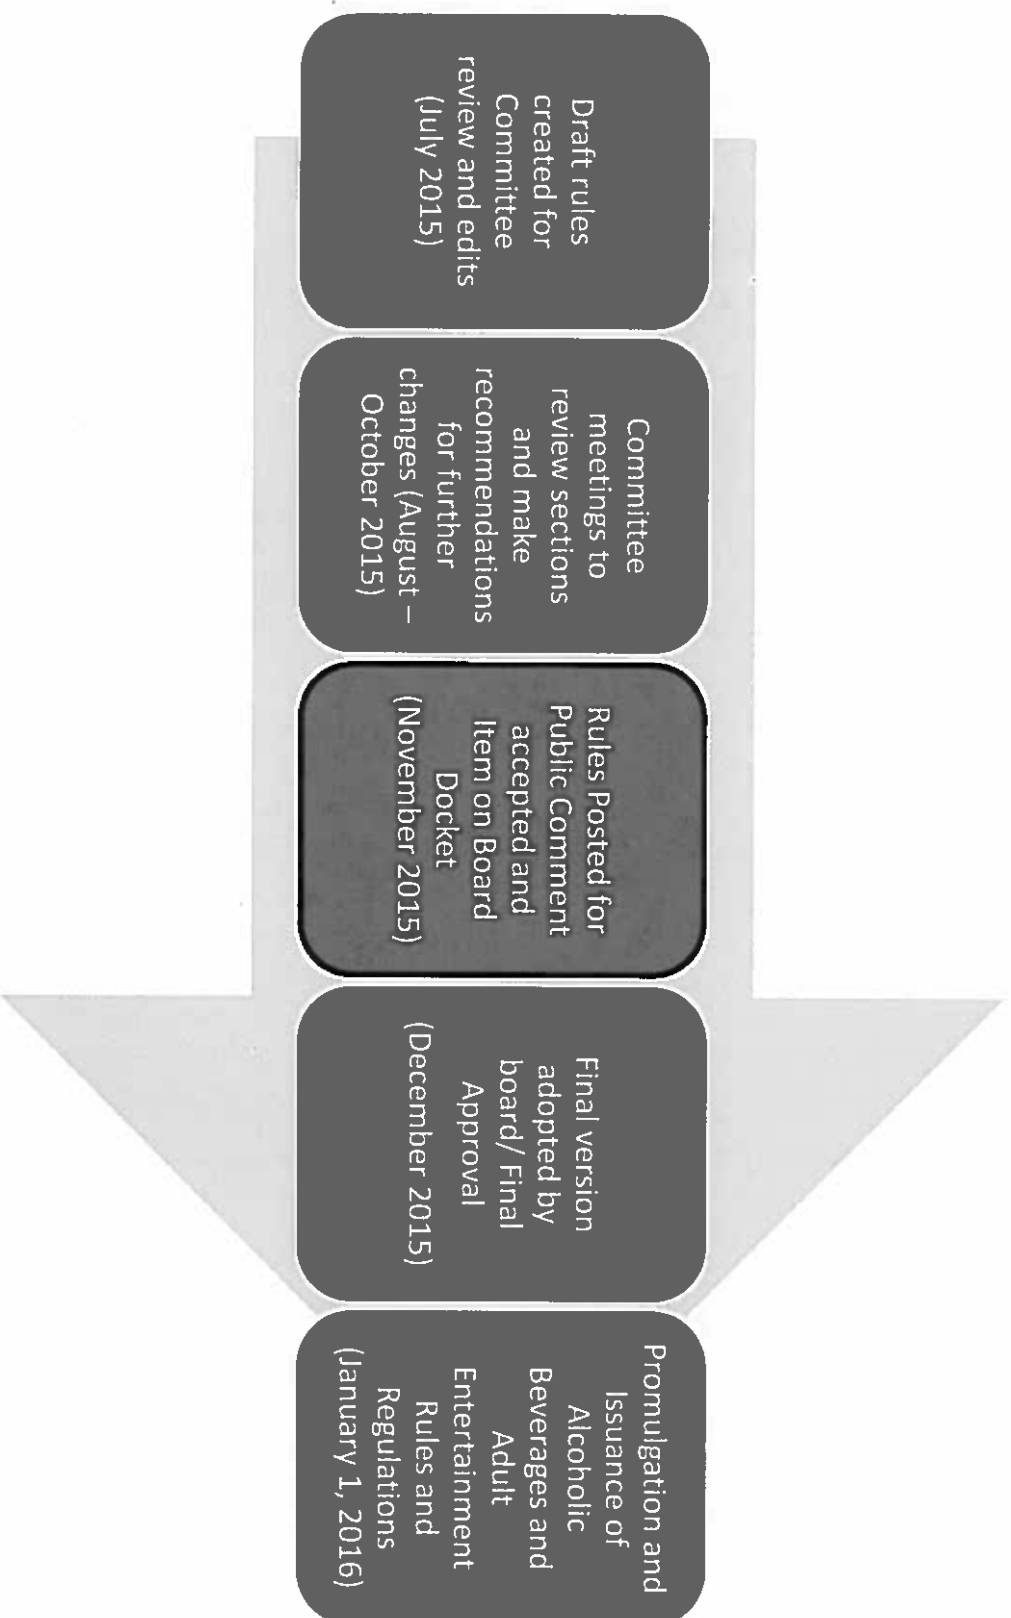 Draft rules
created for
Committee
review and edits
(July 2015)
Committee
meetings to
review sections
and make
recommendations
for further
changes (August –
October 2015)
Rules Posted for
Public Comment
accepted and
Item on Board
Docket
(November 2015)
Final version
adopted by
board/ Final
Approval
(December 2015)
Promulgation and
Issuance of
Alcoholic
Beverages and
Adult
Entertainment
Rules and
Regulations
(January 1, 2016)